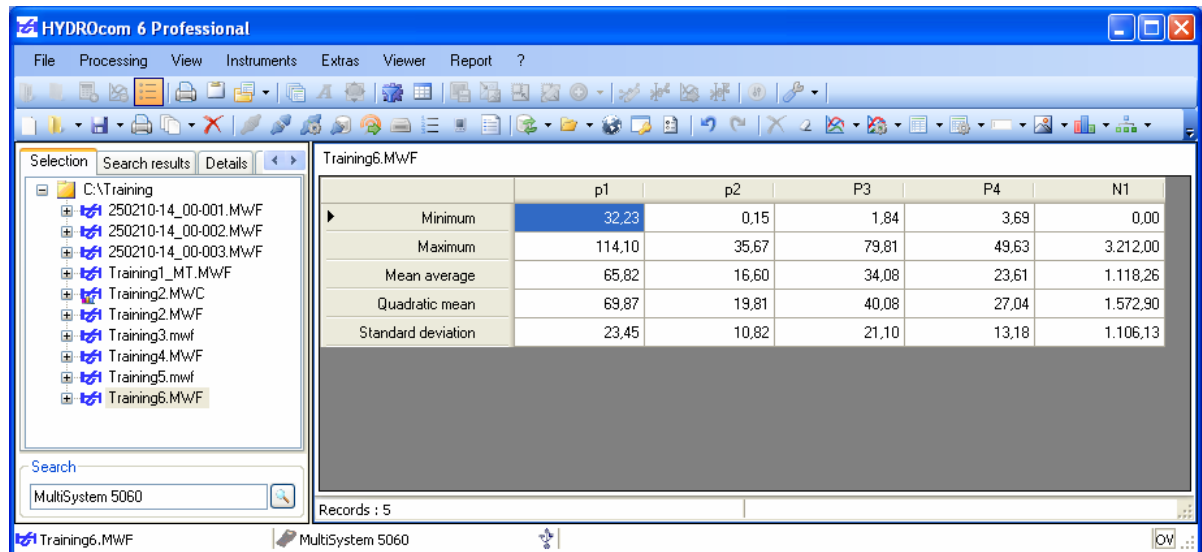 HYDROcom 6 Professional
File Processing View Instruments Extras Viewer Report ?
Selection Search results Details
Training6.MWF
C:\Training
250210-14_00-001.MWF
250210-14_00-002.MWF
250210-14_00-003.MWF
Training1_MT.MWF
Training2.MWC
Training2.MWF
Training3.mwf
Training4.MWF
Training5.mwf
Training6.MWF
Search
MultiSystem 5060
p1 p2 P3 P4 N1
Minimum 32,23 0,15 1,84 3,69 0,00
Maximum 114,10 35,67 79,81 49,63 3.212,00
Mean average 65,82 16,60 34,08 23,61 1.118,26
Quadratic mean 69,87 19,81 40,08 27,04 1.572,90
Standard deviation 23,45 10,82 21,10 13,18 1.106,13
Records : 5
Training6.MWF MultiSystem 5060 OV